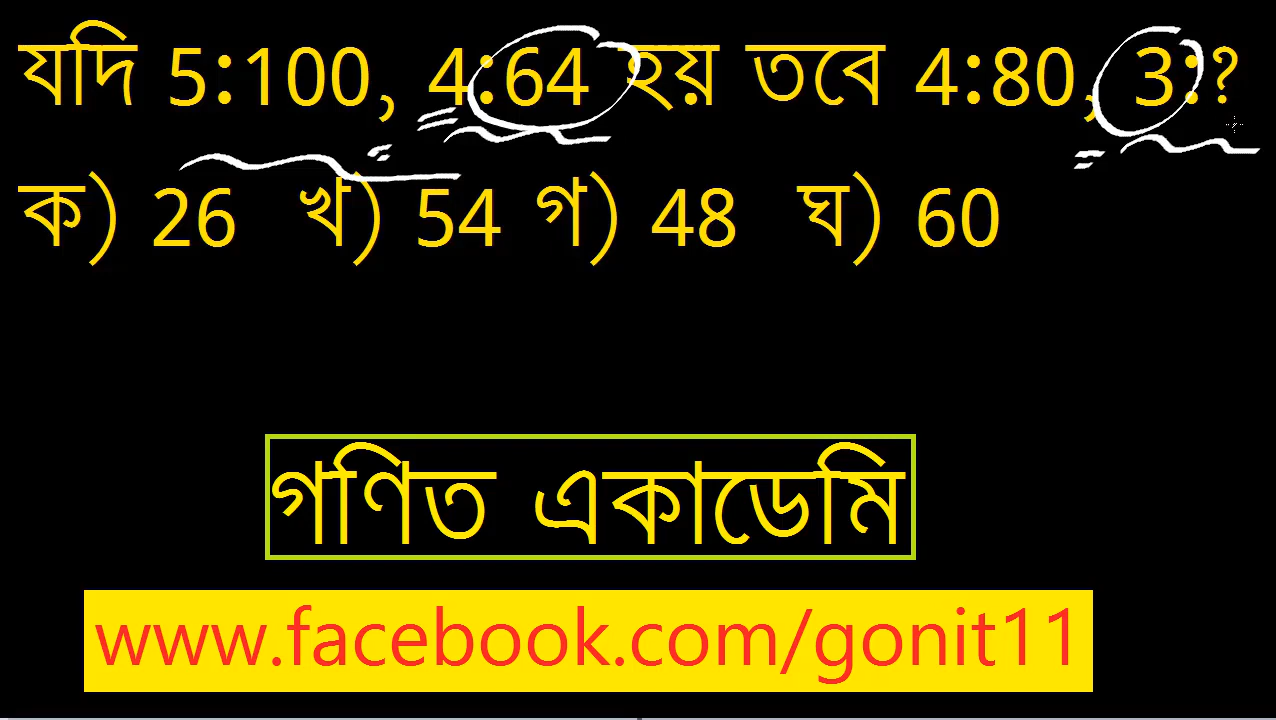 যদি 5:100, 4:64 হয় তবে 4:80, 3:?
ক) 26 খ) 54 গ) 48 ঘ) 60
গণিত একাডেমি
www.facebook.com/gonit11